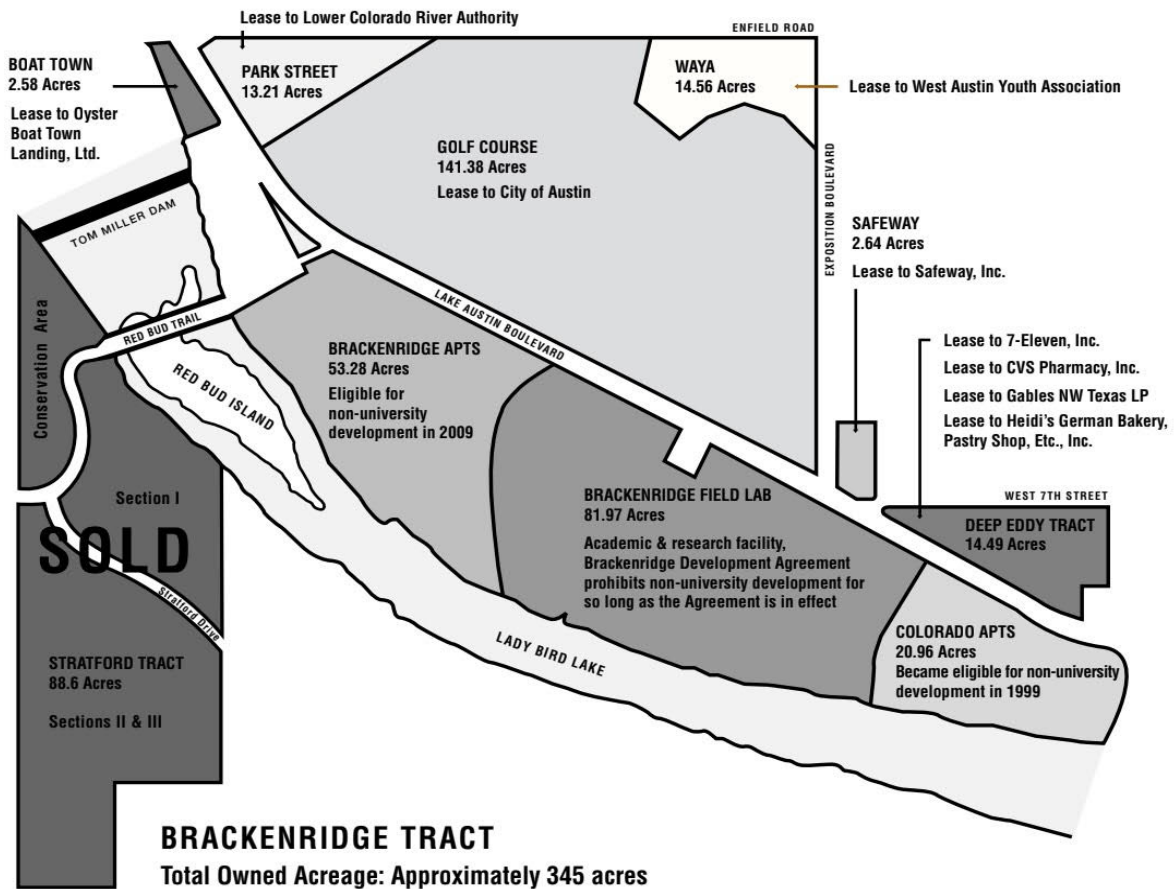 Lease to Lower Colorado River Authority
ENFIELD ROAD
BOAT TOWN
2.58 Acres
Lease to Oyster
Boat Town
Landing, Ltd.
PARK STREET
13.21 Acres
WAYA
14.56 Acres
Lease to West Austin Youth Association
GOLF COURSE
141.38 Acres
Lease to City of Austin
EXPOSITION BOULEVARD
TOM MILLER DAM
SAFEWAY
2.64 Acres
Lease to Safeway, Inc.
Conservation Area
RED BUD TRAIL
LAKE AUSTIN BOULEVARD
RED BUD ISLAND
BRACKENRIDGE APTS
53.28 Acres
Eligible for
non-university
development in 2009
Lease to 7-Eleven, Inc.
Lease to CVS Pharmacy, Inc.
Lease to Gables NW Texas LP
Lease to Heidi's German Bakery,
Pastry Shop, Etc., Inc.
Section I
SOLD
Stratford Drive
BRACKENRIDGE FIELD LAB
81.97 Acres
Academic & research facility,
Brackenridge Development Agreement
prohibits non-university development for
so long as the Agreement is in effect
WEST 7TH STREET
DEEP EDDY TRACT
14.49 Acres
LADY BIRD LAKE
COLORADO APTS
20.96 Acres
Became eligible for non-university
development in 1999
STRATFORD TRACT
88.6 Acres
Sections II & III
BRACKENRIDGE TRACT
Total Owned Acreage: Approximately 345 acres